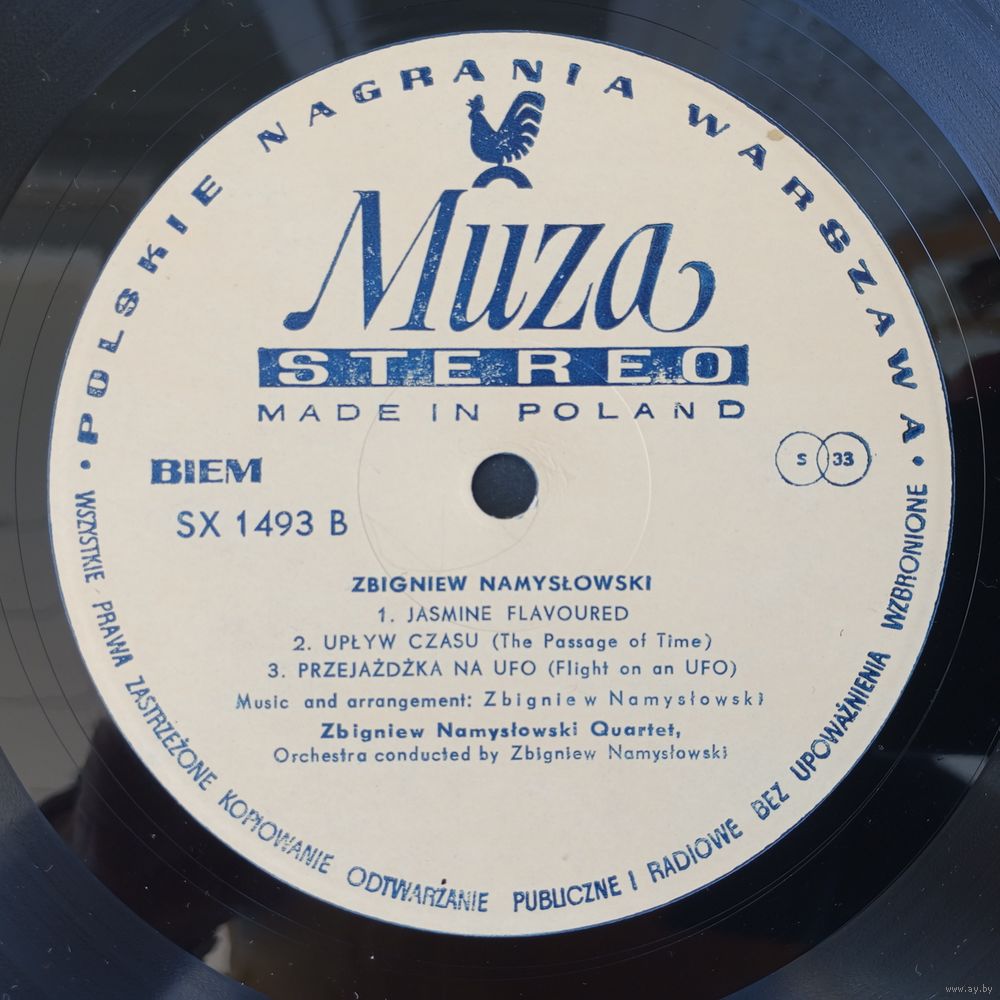 POLSKIE NAGRANIA WARSZAWA
Muza
STEREO
MADE IN POLAND
BIEM
S 33
SX 1493 B
ZBIGNIEW NAMYSŁOWSKI
1. JASMINE FLAVOURED
2. UPŁYW CZASU (The Passage of Time)
3. PRZEJAŻDŻKA NA UFO (Flight on an UFO)
Music and arrangement: Zbigniew Namysłowski
Zbigniew Namysłowski Quartet,
Orchestra conducted by Zbigniew Namysłowski
• WSZYSTKIE PRAWA ZASTRZEŻONE KOPIOWANIE ODTWARZANIE PUBLICZNE I RADIOWE BEZ UPOWAŻNIENIA WZBRONIONE •
www.ay.by